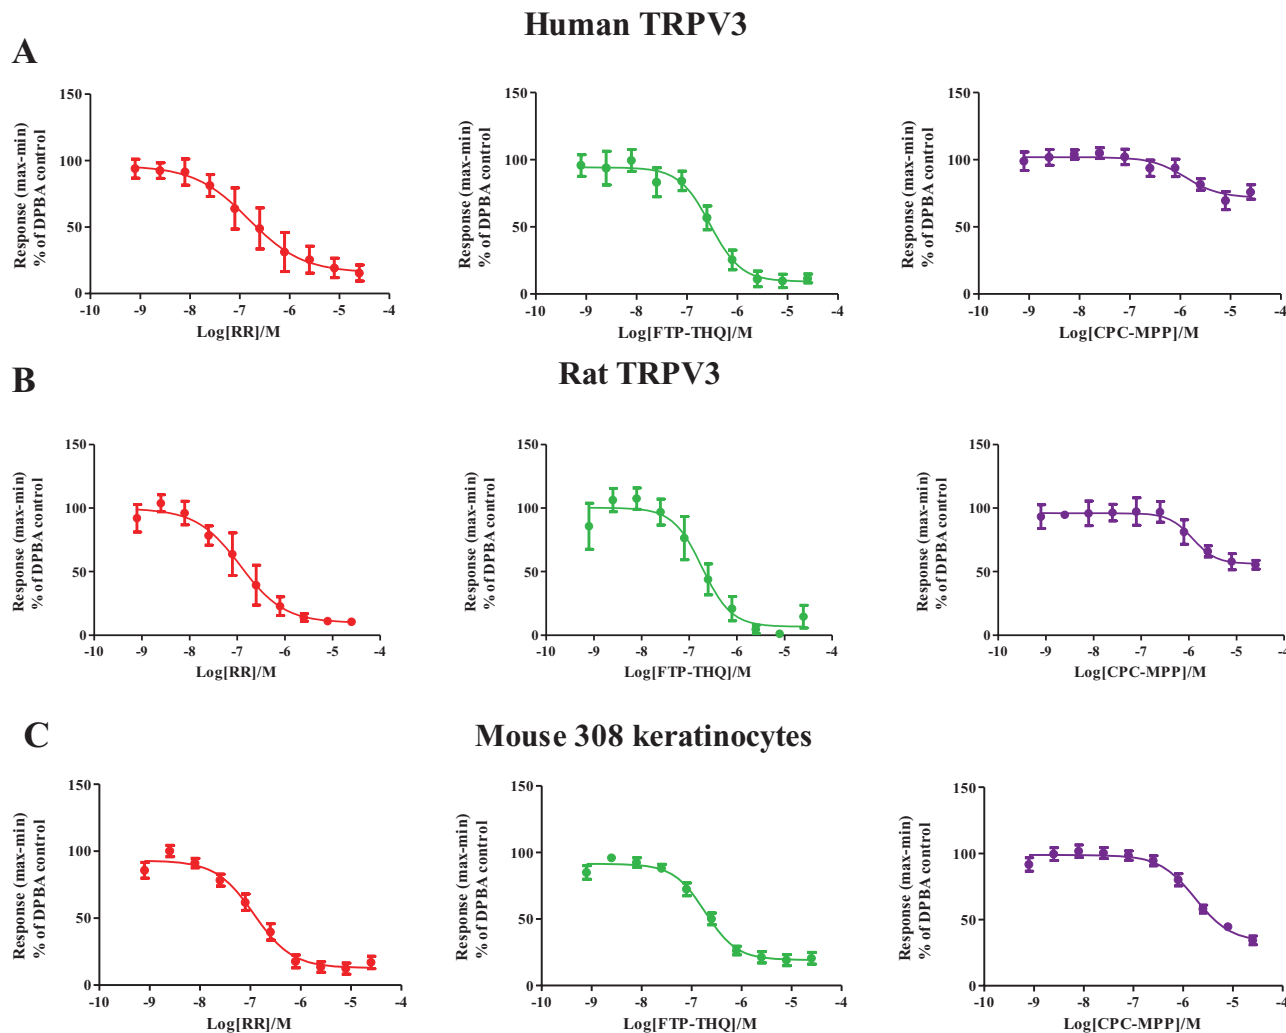 Human TRPV3
A
Response (max-min)
% of DPBA control
150
100
50
0
-10 -9 -8 -7 -6 -5 -4
Log[RR]/M
Response (max-min)
% of DPBA control
150
100
50
0
-10 -9 -8 -7 -6 -5 -4
Log[FTP-THQ]/M
Response (max-min)
% of DPBA control
150
100
50
0
-10 -9 -8 -7 -6 -5 -4
Log[CPC-MPP]/M
B
Rat TRPV3
Response (max-min)
% of DPBA control
150
100
50
0
-10 -9 -8 -7 -6 -5 -4
Log[RR]/M
Response (max-min)
% of DPBA control
150
100
50
0
-10 -9 -8 -7 -6 -5 -4
Log[FTP-THQ]/M
Response (max-min)
% of DPBA control
150
100
50
0
-10 -9 -8 -7 -6 -5 -4
Log[CPC-MPP]/M
C
Mouse 308 keratinocytes
Response (max-min)
% of DPBA control
150
100
50
0
-10 -9 -8 -7 -6 -5 -4
Log[RR]/M
Response (max-min)
% of DPBA control
150
100
50
0
-10 -9 -8 -7 -6 -5 -4
Log[FTP-THQ]/M
Response (max-min)
% of DPBA control
150
100
50
0
-10 -9 -8 -7 -6 -5 -4
Log[CPC-MPP]/M